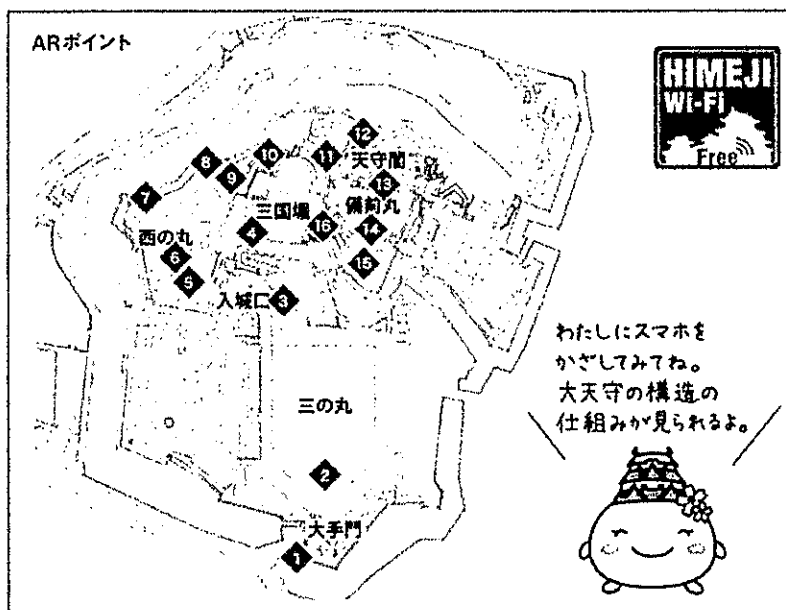 ARポイント
HIMEJI
Wi-Fi
Free
12
天守閣
11
10
8
9
13
7
三国堀
備前丸
4
16
14
西の丸
6
15
5
入城口
3
わたしにスマホを
かざしてみてね。
大天守の構造の
仕組みが見られるよ。
三の丸
2
大手門
1